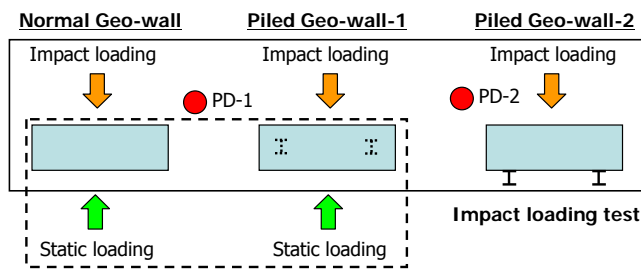 Normal Geo-wall Piled Geo-wall-1 Piled Geo-wall-2
Impact loading Impact loading Impact loading
PD-1 PD-2
Impact loading test
Static loading Static loading